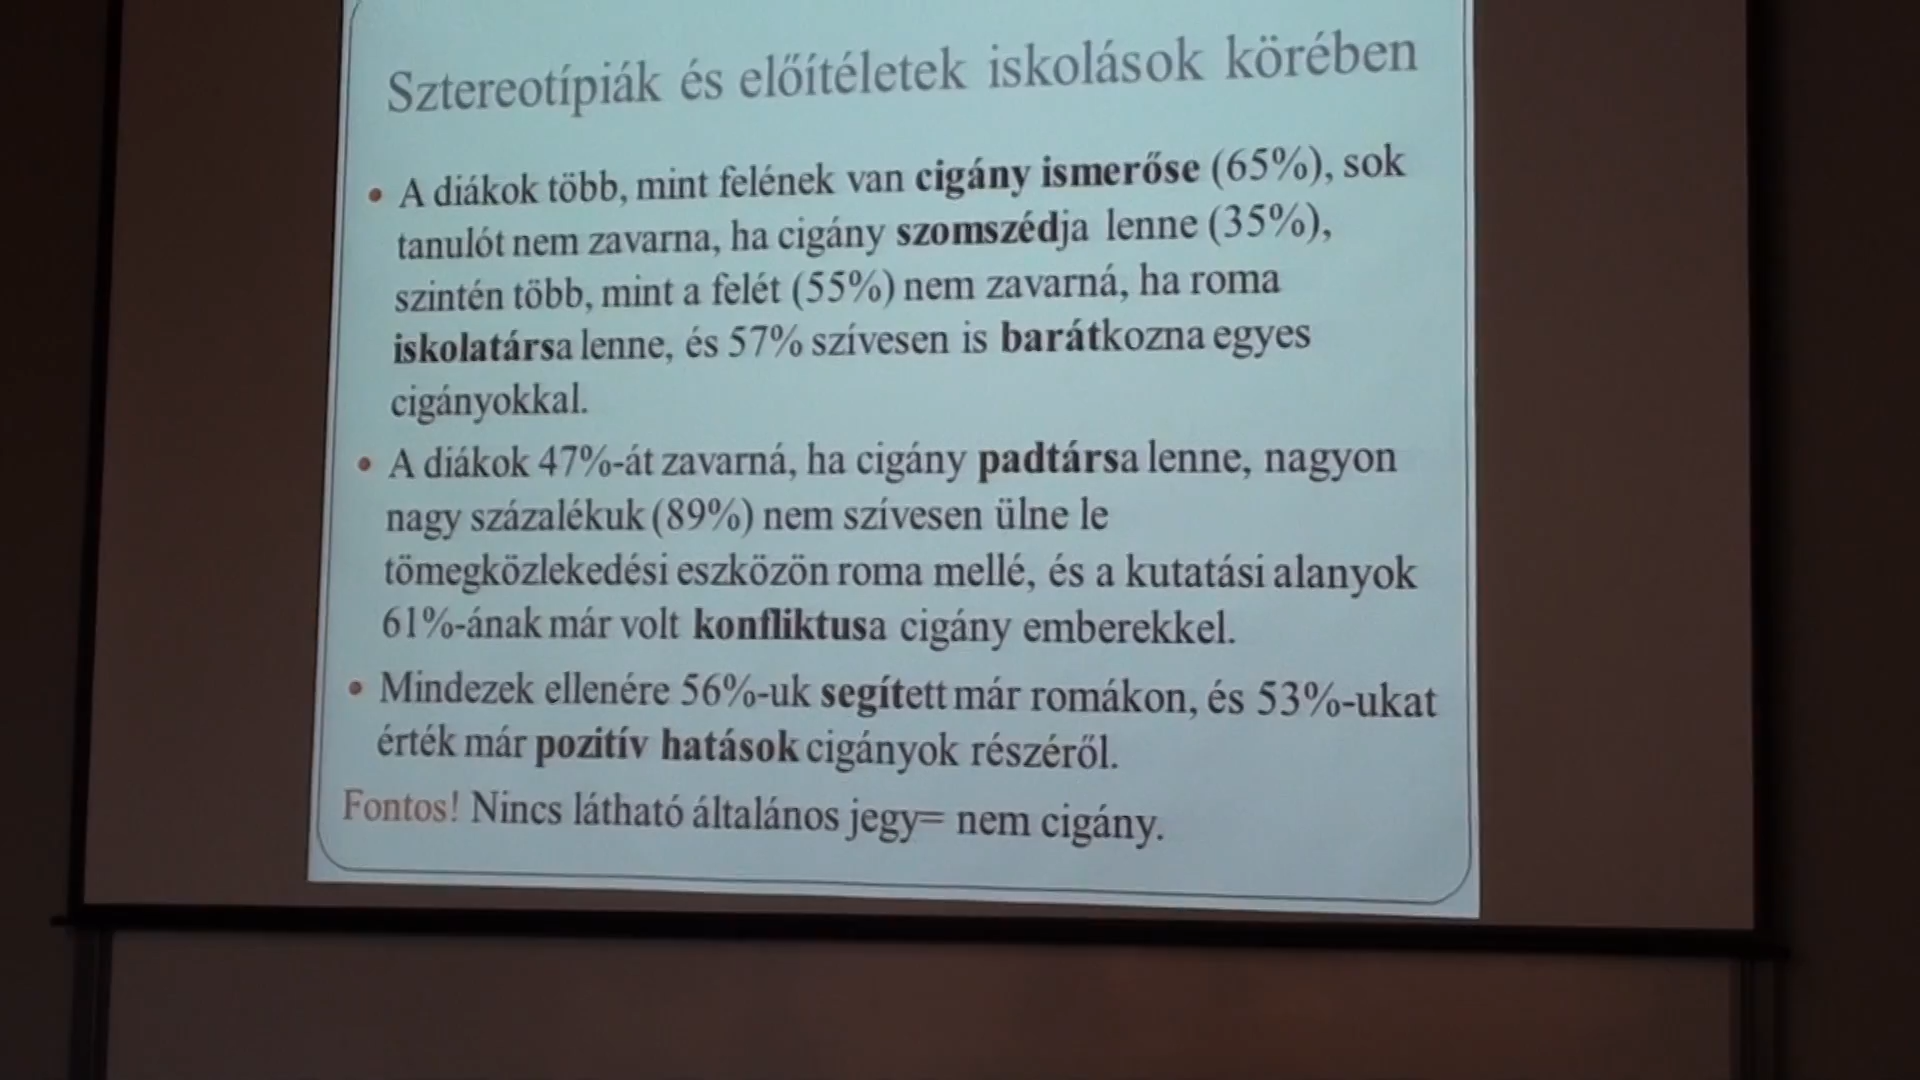 Sztereotípiák és előítéletek iskolások körében
• A diákok több, mint felének van cigány ismerőse (65%), sok
tanulót nem zavarna, ha cigány szomszédja lenne (35%),
szintén több, mint a felét (55%) nem zavarná, ha roma
iskolatársa lenne, és 57% szívesen is barátkozna egyes
cigányokkal.
• A diákok 47%-át zavarná, ha cigány padtársa lenne, nagyon
nagy százalékuk (89%) nem szívesen ülne le
tömegközlekedési eszközön roma mellé, és a kutatási alanyok
61%-ának már volt konfliktusa cigány emberekkel.
• Mindezek ellenére 56%-uk segített már romákon, és 53%-ukat
érték már pozitív hatások cigányok részéről.
Fontos! Nincs látható általános jegy= nem cigány.